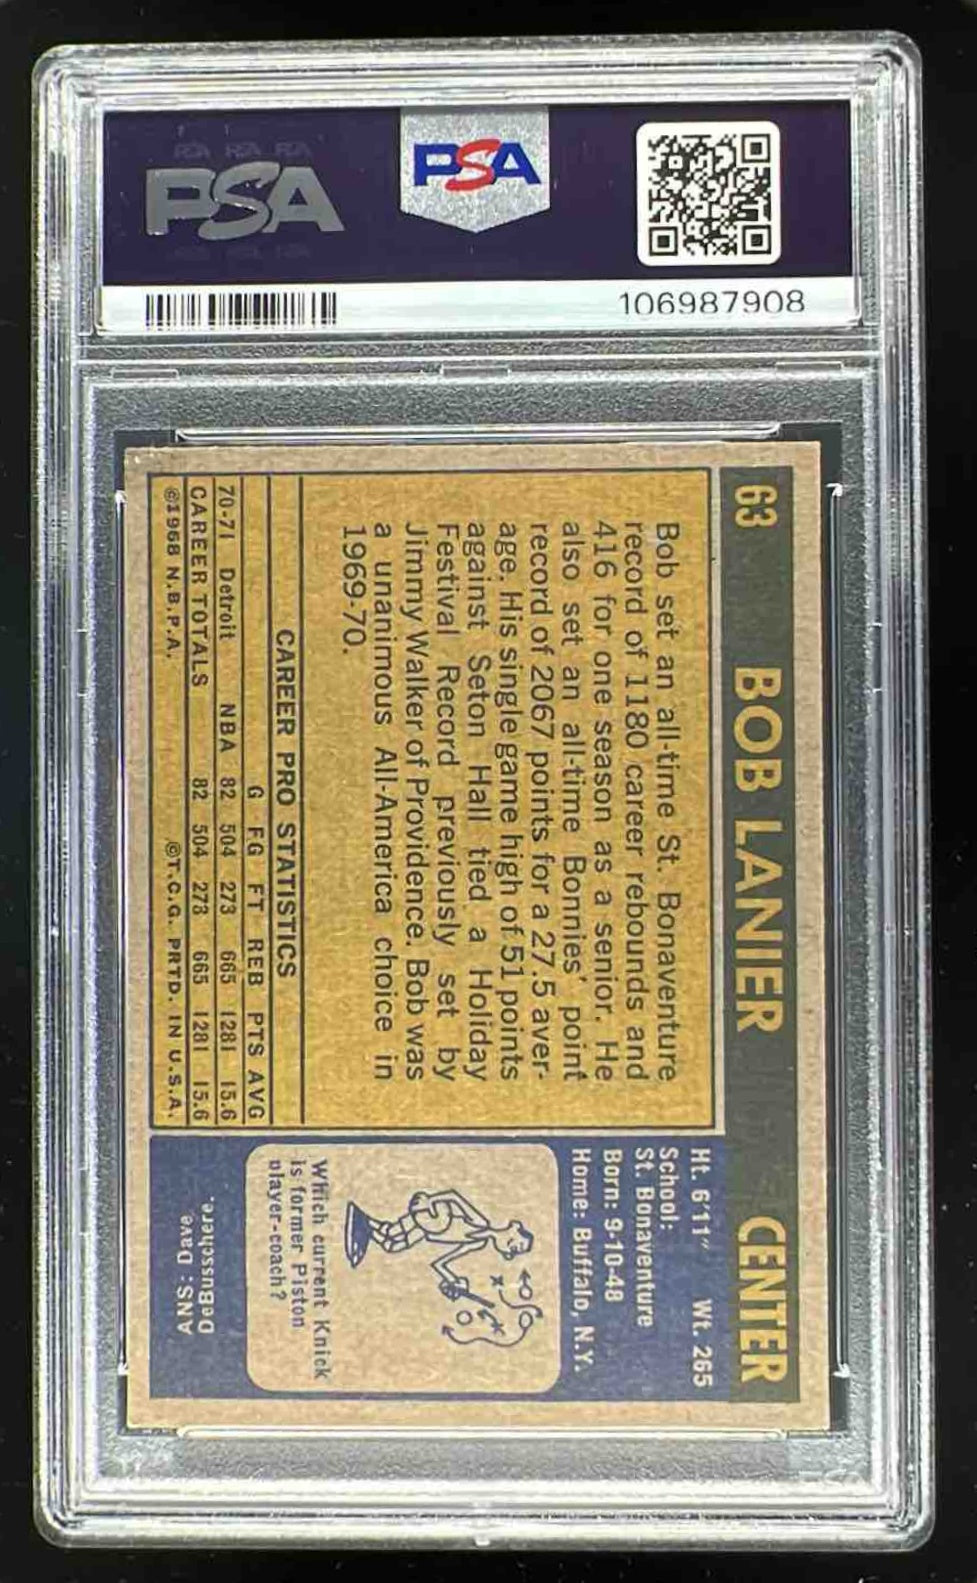 PSA
PSA
106987908
63 BOB LANIER CENTER
Bob set an all-time St. Bonaventure
record of 1180 career rebounds and
416 for one season as a senior. He
also set an all-time Bonnies' point
record of 2067 points for a 27.5 aver-
age. His single game high of 51 points
against Seton Hall tied a Holiday
Festival Record previously set by
Jimmy Walker of Providence. Bob was
a unanimous All-America choice in
1969-70.
CAREER PRO STATISTICS
G FG FT REB PTS AVG
70-71 Detroit NBA 82 504 273 665 1281 15.6
CAREER TOTALS 82 504 273 665 1281 15.6
©1968 N.B.P.A. ©T.C.G. PRTD. IN U.S.A.
Ht. 6'11" Wt. 265
School:
St. Bonaventure
Born: 9-10-48
Home: Buffalo, N.Y.
Which current Knick
is former Piston
player-coach?
ANS: Dave
DeBusschere.